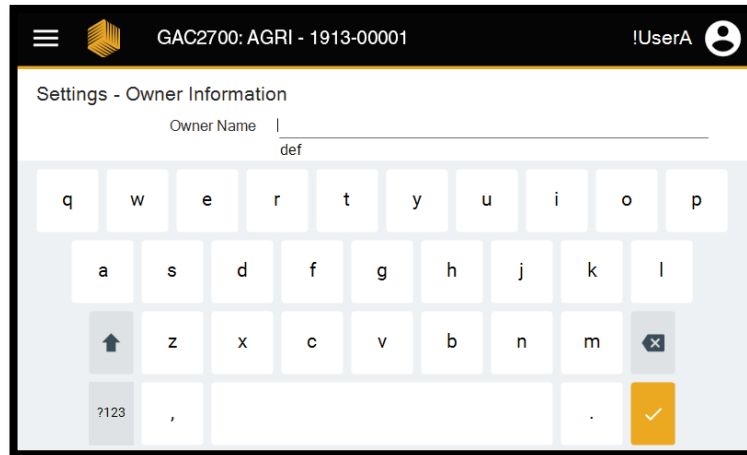 GAC2700: AGRI - 1913-00001 !UserA
Settings - Owner Information
Owner Name
def
q w e r t y u i o p
a s d f g h j k l
z x c v b n m
?123 , .